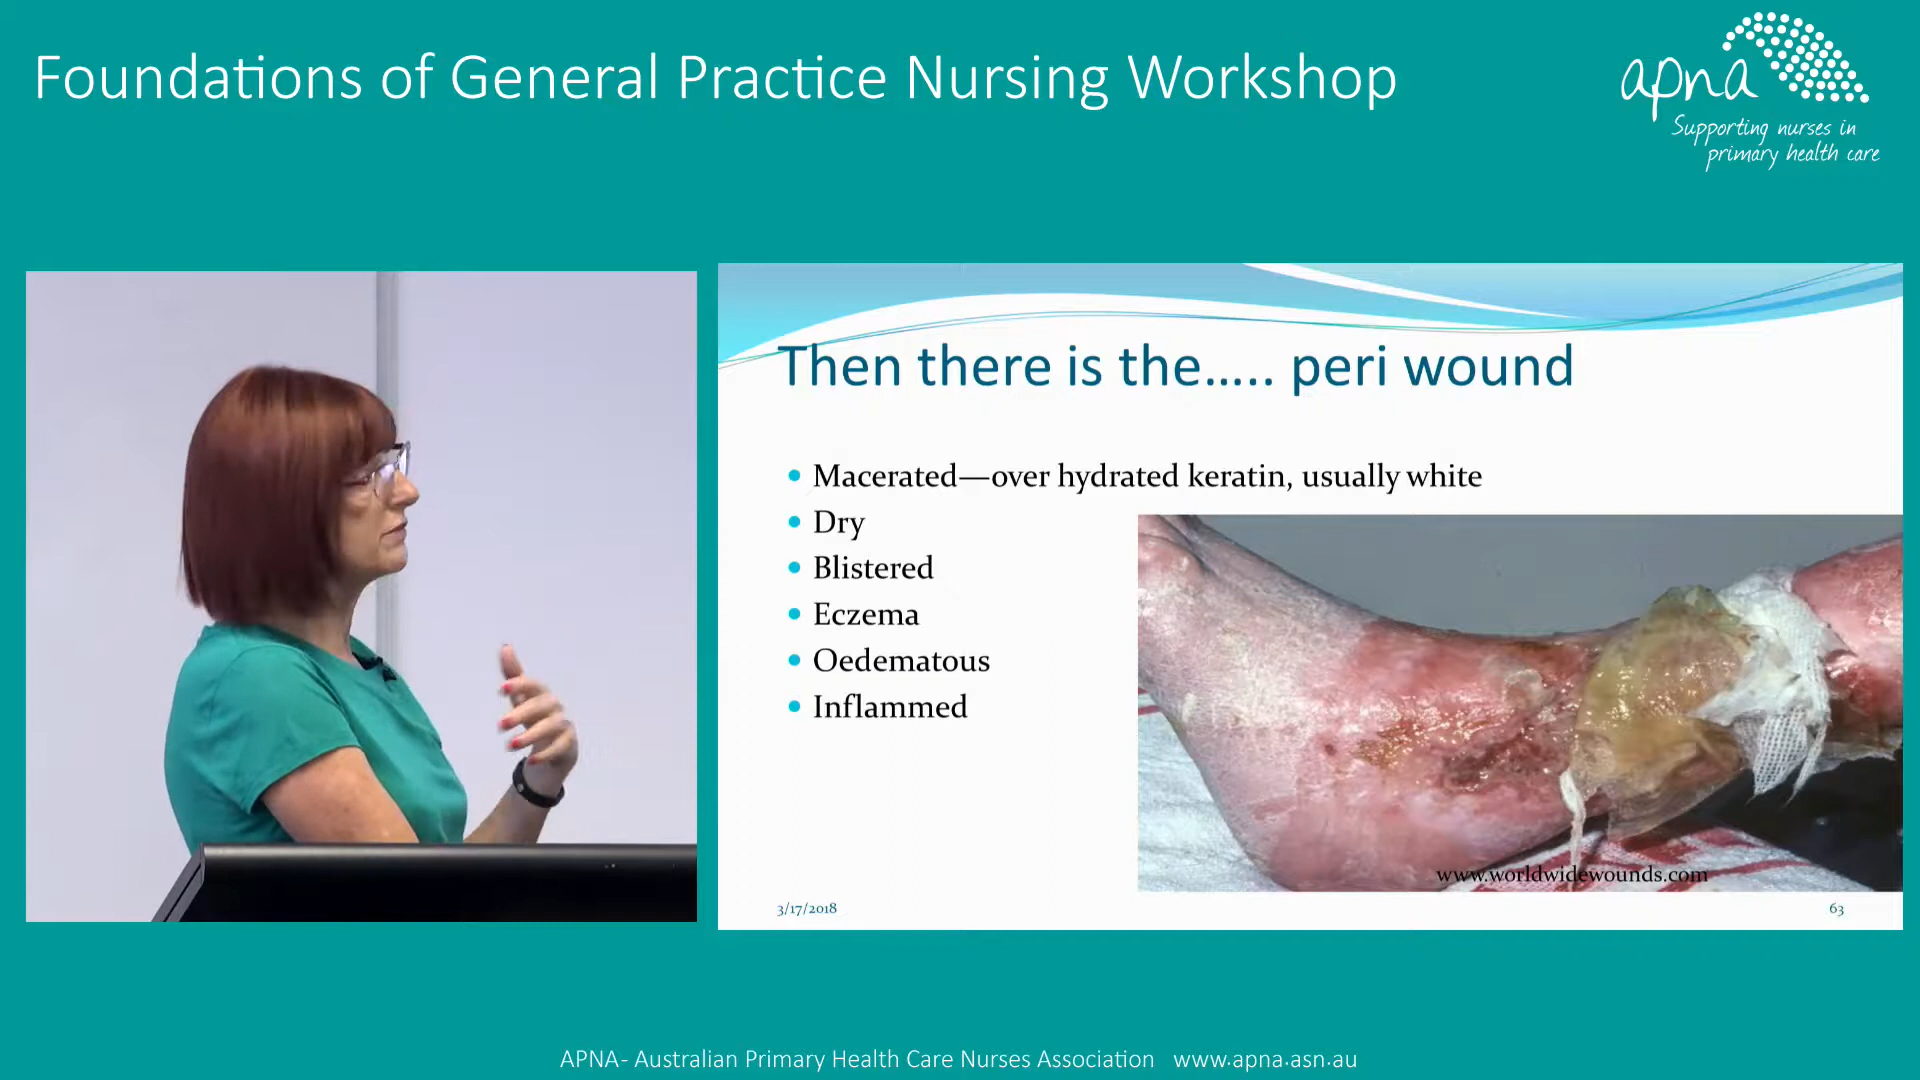 Foundations of General Practice Nursing Workshop
apna
Supporting nurses in
primary health care
Then there is the..... peri wound
Macerated—over hydrated keratin, usually white
Dry
Blistered
Eczema
Oedematous
Inflammed
www.worldwidewounds.com
3/17/2018
63
APNA- Australian Primary Health Care Nurses Association www.apna.asn.au